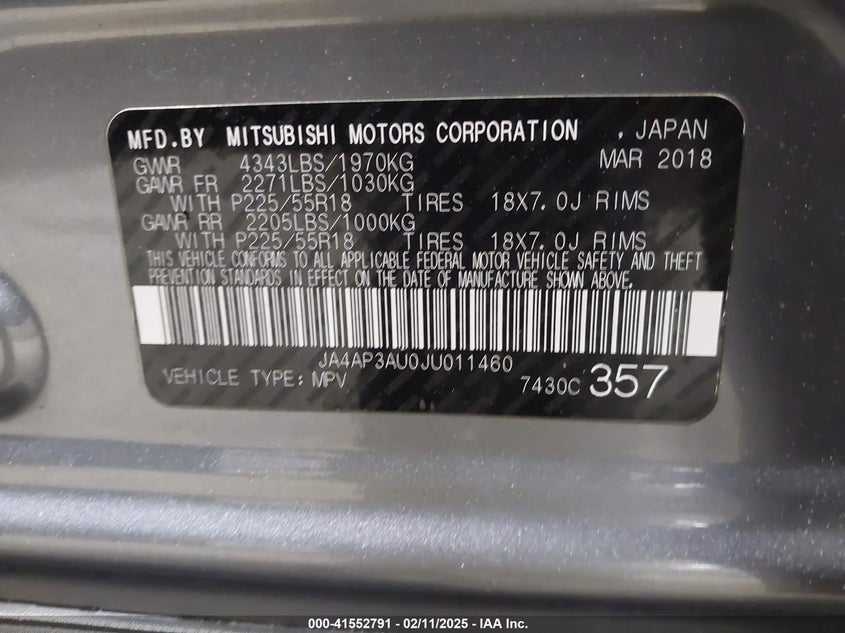 MFD.BY MITSUBISHI MOTORS CORPORATION , JAPAN
GVWR 4343LBS/1970KG MAR 2018
GAWR FR 2271LBS/1030KG
WITH P225/55R18 TIRES 18X7.0J RIMS
GAWR RR 2205LBS/1000KG
WITH P225/55R18 TIRES 18X7.0J RIMS
THIS VEHICLE CONFORMS TO ALL APPLICABLE FEDERAL MOTOR VEHICLE SAFETY AND THEFT
PREVENTION STANDARDS IN EFFECT ON THE DATE OF MANUFACTURE SHOWN ABOVE.
JA4AP3AU0JU011460
VEHICLE TYPE: MPV 7430C 357
000-41552791 - 02/11/2025 - IAA Inc.